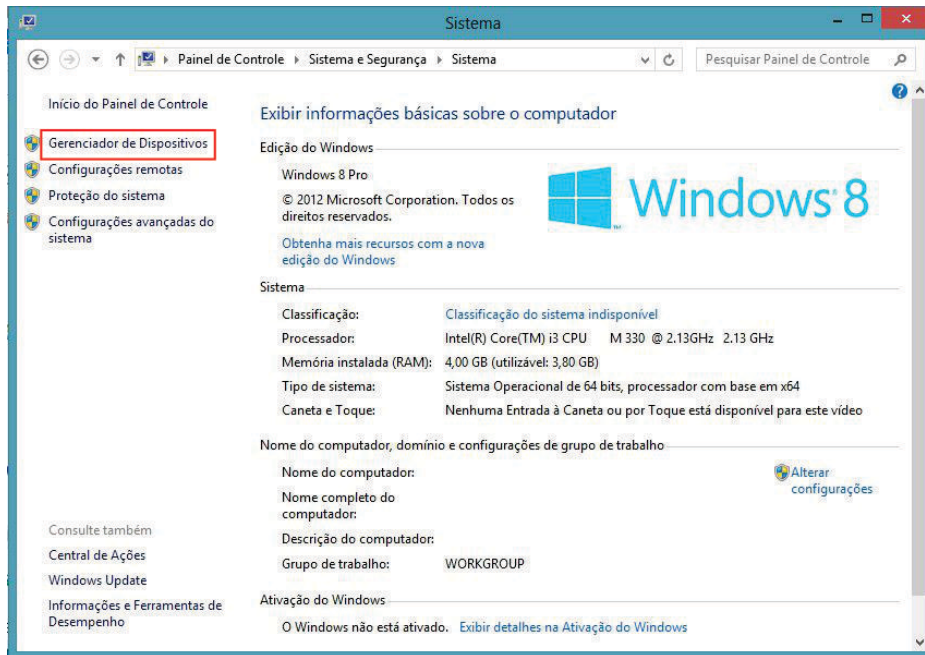 Sistema
Painel de Controle Sistema e Segurança Sistema
Pesquisar Painel de Controle
Início do Painel de Controle
Gerenciador de Dispositivos
Configurações remotas
Proteção do sistema
Configurações avançadas do
sistema
Exibir informações básicas sobre o computador
Edição do Windows
Windows 8 Pro
© 2012 Microsoft Corporation. Todos os
direitos reservados.
Obtenha mais recursos com a nova
edição do Windows
Windows 8
Sistema
Classificação: Classificação do sistema indisponível
Processador: Intel(R) Core(TM) i3 CPU M 330 @ 2.13GHz 2.13 GHz
Memória instalada (RAM): 4,00 GB (utilizável: 3,80 GB)
Tipo de sistema: Sistema Operacional de 64 bits, processador com base em x64
Caneta e Toque: Nenhuma Entrada à Caneta ou por Toque está disponível para este vídeo
Nome do computador, domínio e configurações de grupo de trabalho
Nome do computador:
Alterar
configurações
Nome completo do
computador:
Descrição do computador:
Grupo de trabalho: WORKGROUP
Ativação do Windows
O Windows não está ativado. Exibir detalhes na Ativação do Windows
Consulte também
Central de Ações
Windows Update
Informações e Ferramentas de
Desempenho